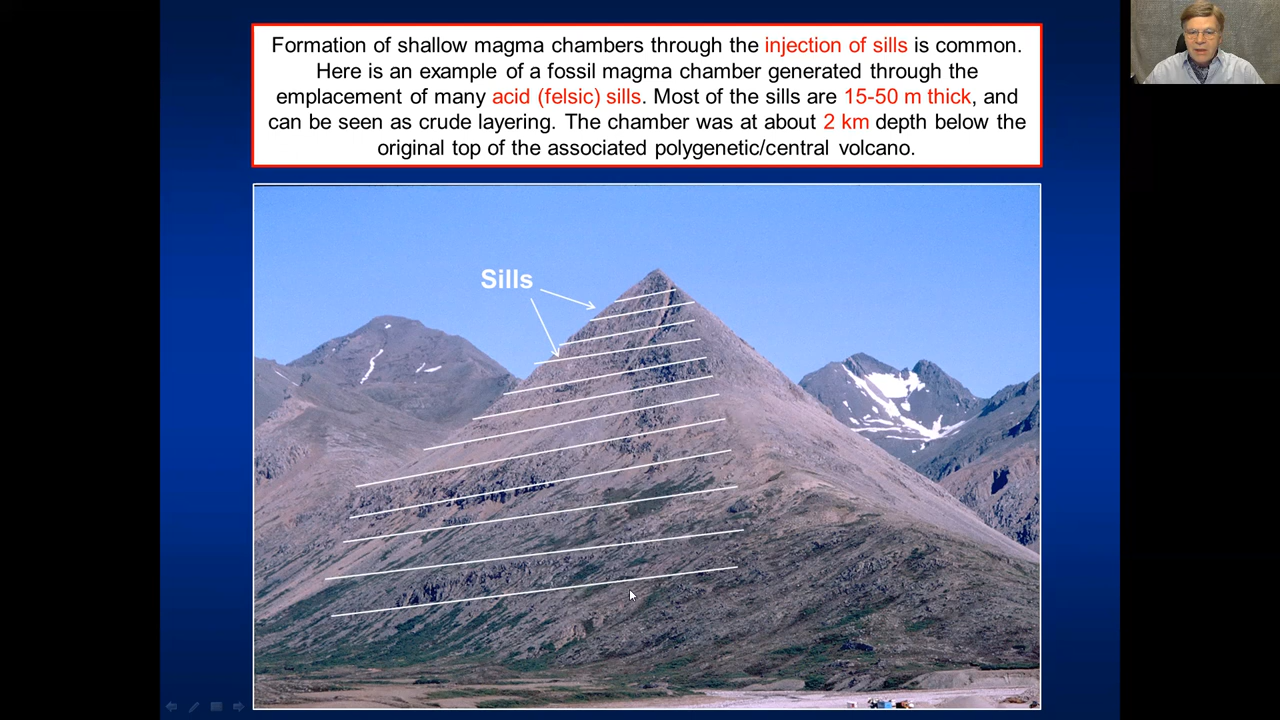 Formation of shallow magma chambers through the injection of sills is common.
Here is an example of a fossil magma chamber generated through the
emplacement of many acid (felsic) sills. Most of the sills are 15-50 m thick, and
can be seen as crude layering. The chamber was at about 2 km depth below the
original top of the associated polygenetic/central volcano.
Sills